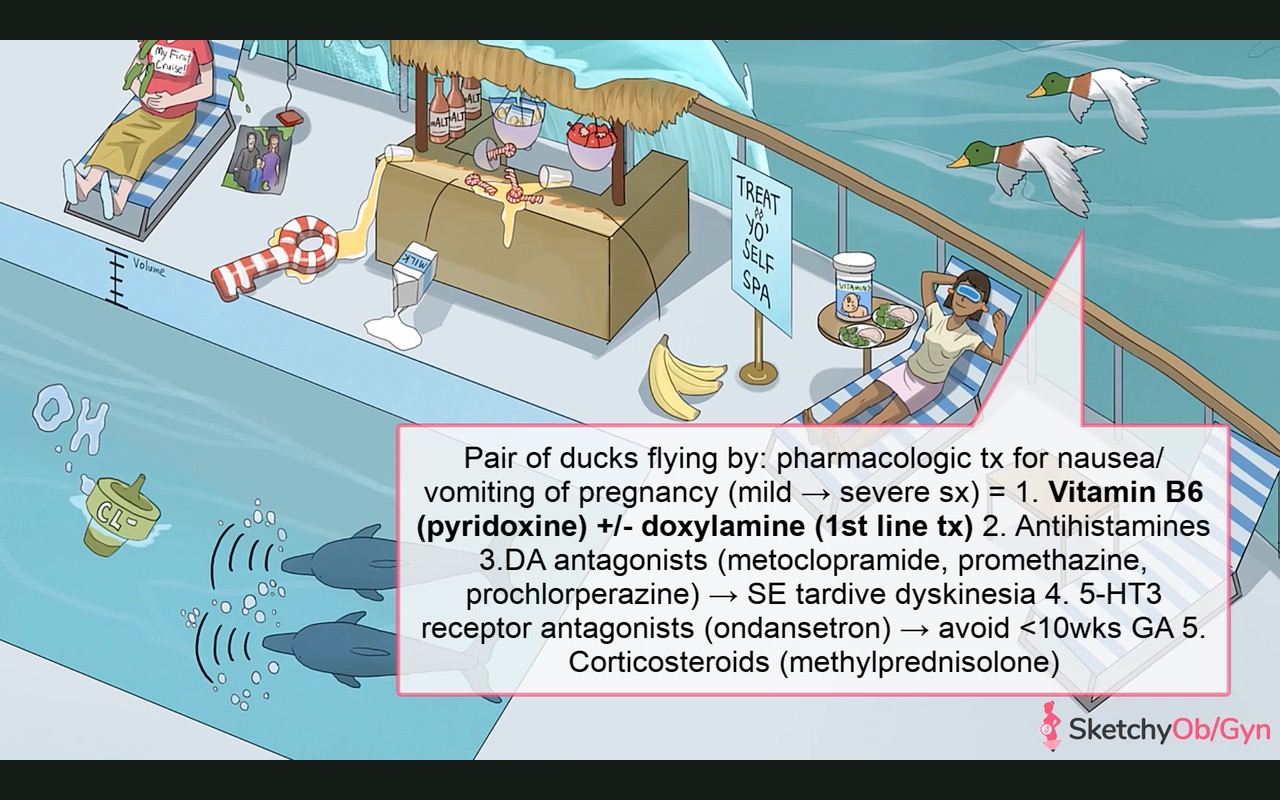 My First
Cruise!
mALT
mALT
mALT
TREAT
YO'
SELF
SPA
Volume
MILK
VITAMINS
OH
CL-
Pair of ducks flying by: pharmacologic tx for nausea/
vomiting of pregnancy (mild → severe sx) = 1. Vitamin B6
(pyridoxine) +/- doxylamine (1st line tx) 2. Antihistamines
3.DA antagonists (metoclopramide, promethazine,
prochlorperazine) → SE tardive dyskinesia 4. 5-HT3
receptor antagonists (ondansetron) → avoid <10wks GA 5.
Corticosteroids (methylprednisolone)
SketchyOb/Gyn